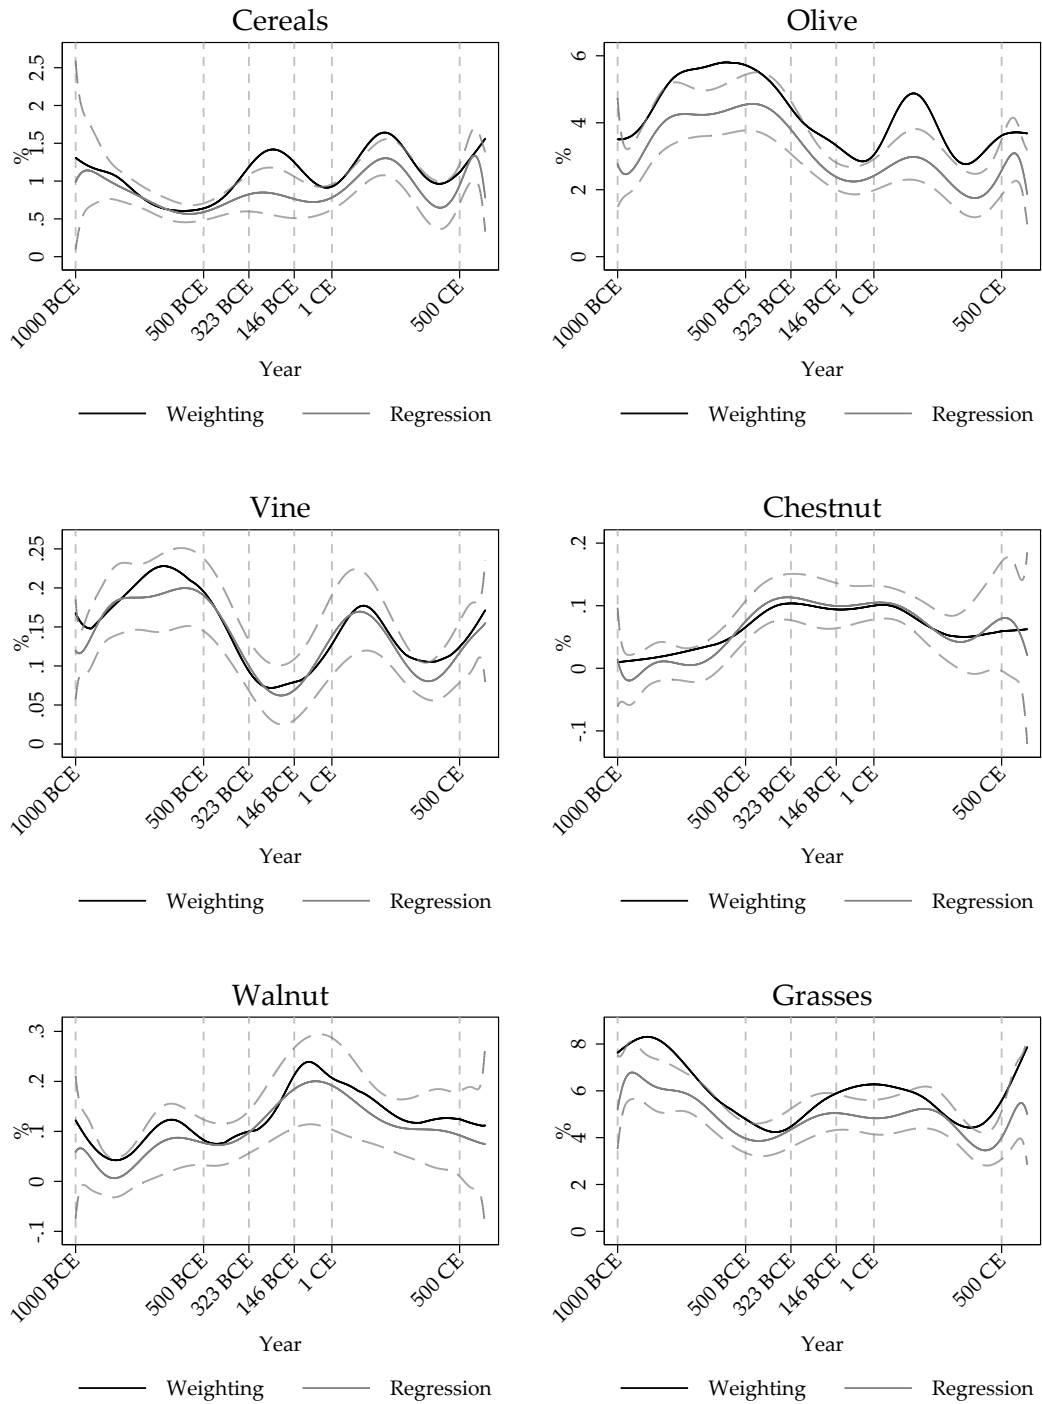 Cereals
%
0 .5 1 1.5 2 2.5
1000 BCE 500 BCE 323 BCE 146 BCE 1 CE 500 CE
Year
Weighting Regression
Olive
%
0 2 4 6
1000 BCE 500 BCE 323 BCE 146 BCE 1 CE 500 CE
Year
Weighting Regression
Vine
%
0 .05 .1 .15 .2 .25
1000 BCE 500 BCE 323 BCE 146 BCE 1 CE 500 CE
Year
Weighting Regression
Chestnut
%
-.1 0 .1 .2
1000 BCE 500 BCE 323 BCE 146 BCE 1 CE 500 CE
Year
Weighting Regression
Walnut
%
-.1 0 .1 .2 .3
1000 BCE 500 BCE 323 BCE 146 BCE 1 CE 500 CE
Year
Weighting Regression
Grasses
%
0 2 4 6 8
1000 BCE 500 BCE 323 BCE 146 BCE 1 CE 500 CE
Year
Weighting Regression